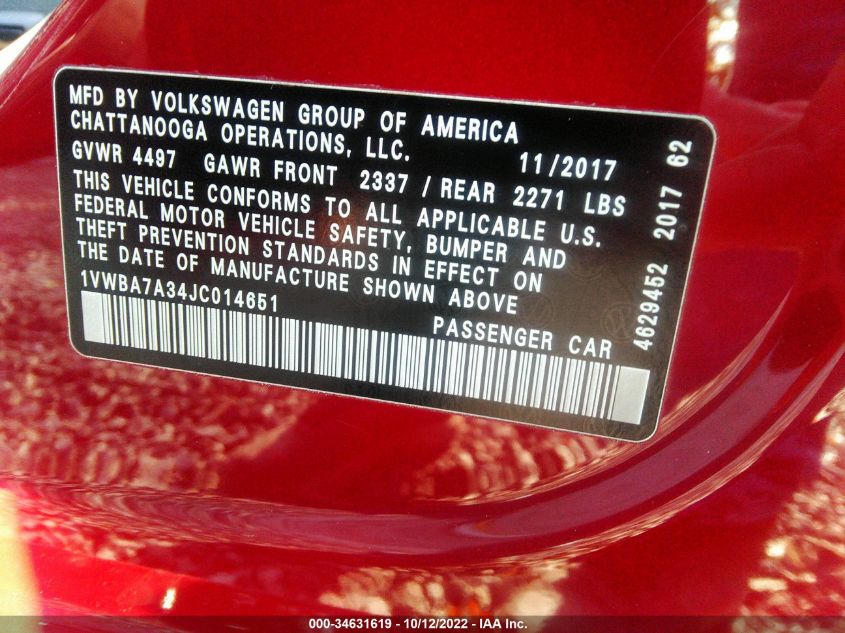 MFD BY VOLKSWAGEN GROUP OF AMERICA
CHATTANOOGA OPERATIONS, LLC. 11/2017
GVWR 4497 GAWR FRONT 2337 / REAR 2271 LBS
THIS VEHICLE CONFORMS TO ALL APPLICABLE U.S.
FEDERAL MOTOR VEHICLE SAFETY, BUMPER AND
THEFT PREVENTION STANDARDS IN EFFECT ON
THE DATE OF MANUFACTURE SHOWN ABOVE
1VWBA7A34JC014651
PASSENGER CAR
4629452 2017 62
000-34631619 - 10/12/2022 - IAA Inc.